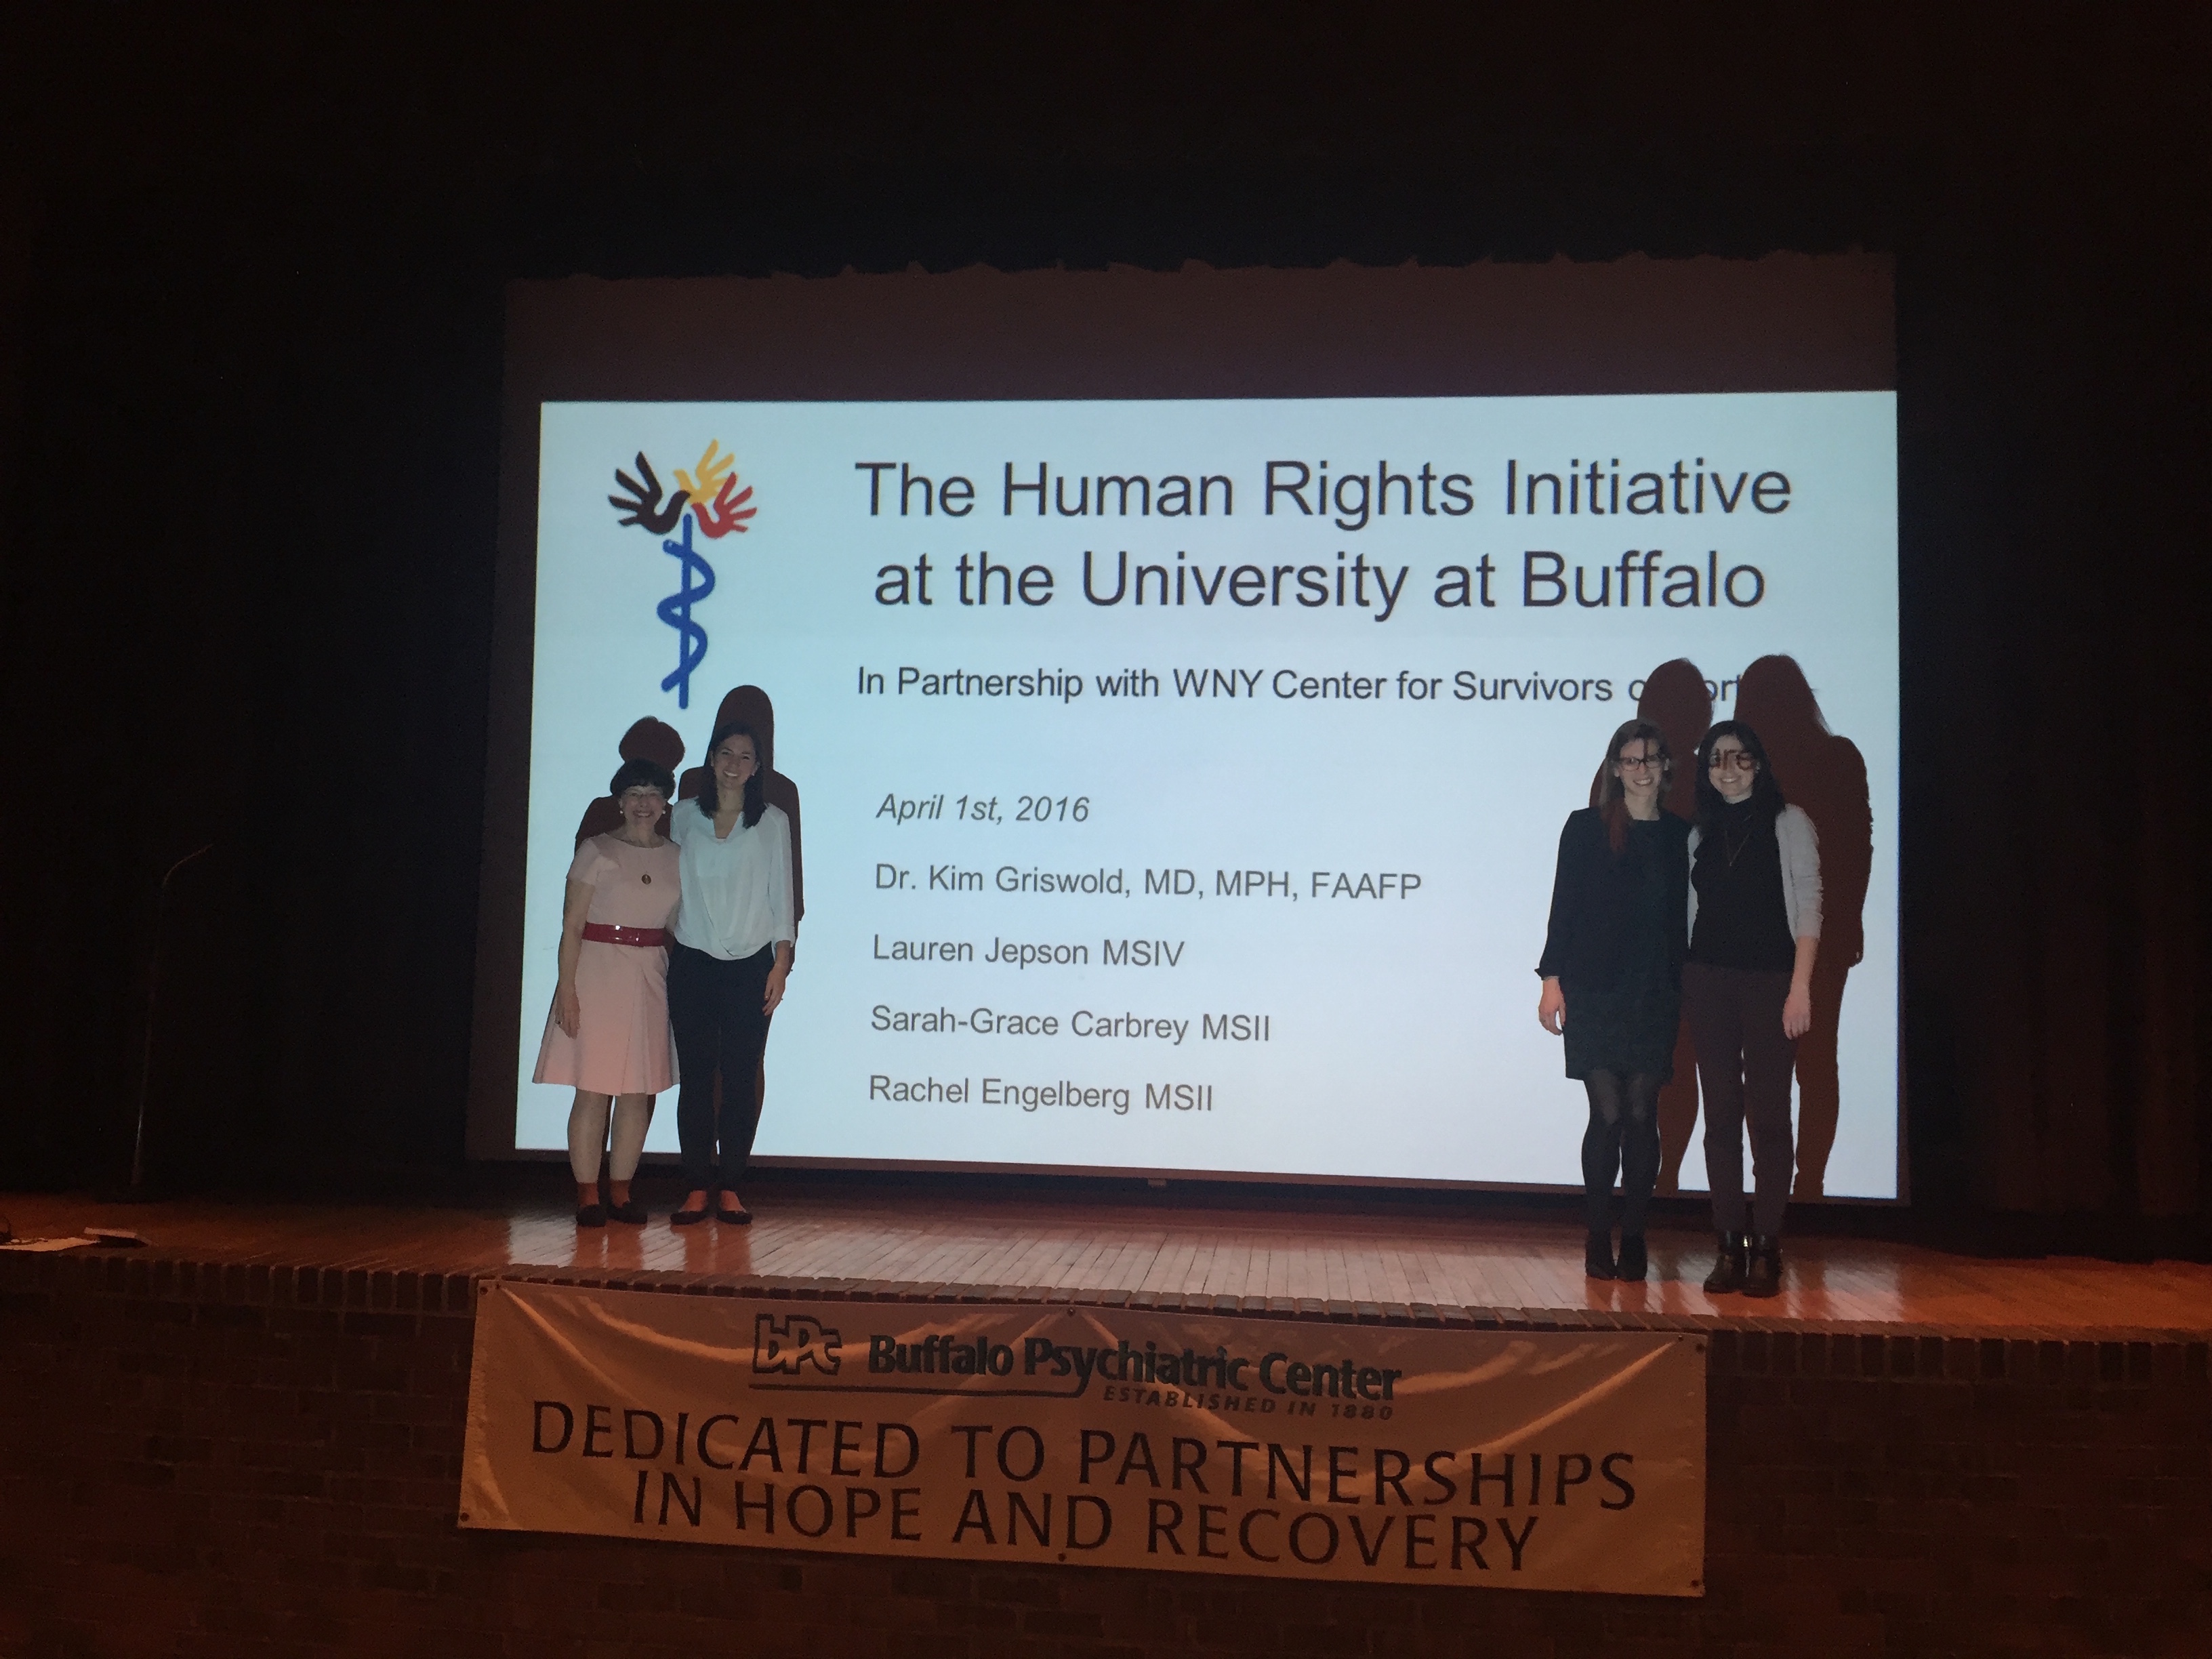 The Human Rights Initiative
at the University at Buffalo
In Partnership with WNY Center for Survivors
April 1st, 2016
Dr. Kim Griswold, MD, MPH, FAAFP
Lauren Jepson MSIV
Sarah-Grace Carbrey MSII
Rachel Engelberg MSII
bPc Buffalo Psychiatric Center
ESTABLISHED IN 1880
DEDICATED TO PARTNERSHIPS
IN HOPE AND RECOVERY